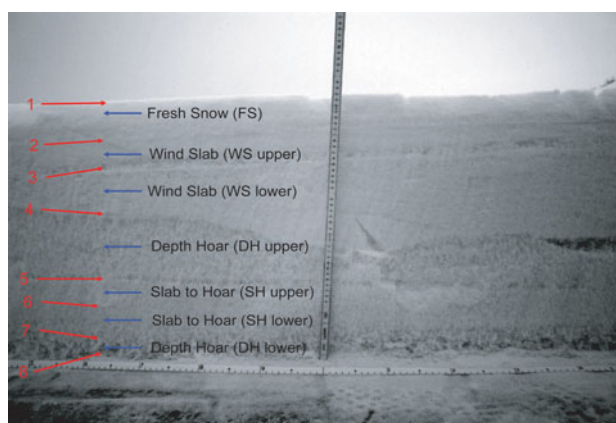 1
Fresh Snow (FS)
2
Wind Slab (WS upper)
3
Wind Slab (WS lower)
4
Depth Hoar (DH upper)
5
Slab to Hoar (SH upper)
6
Slab to Hoar (SH lower)
7
Depth Hoar (DH lower)
8